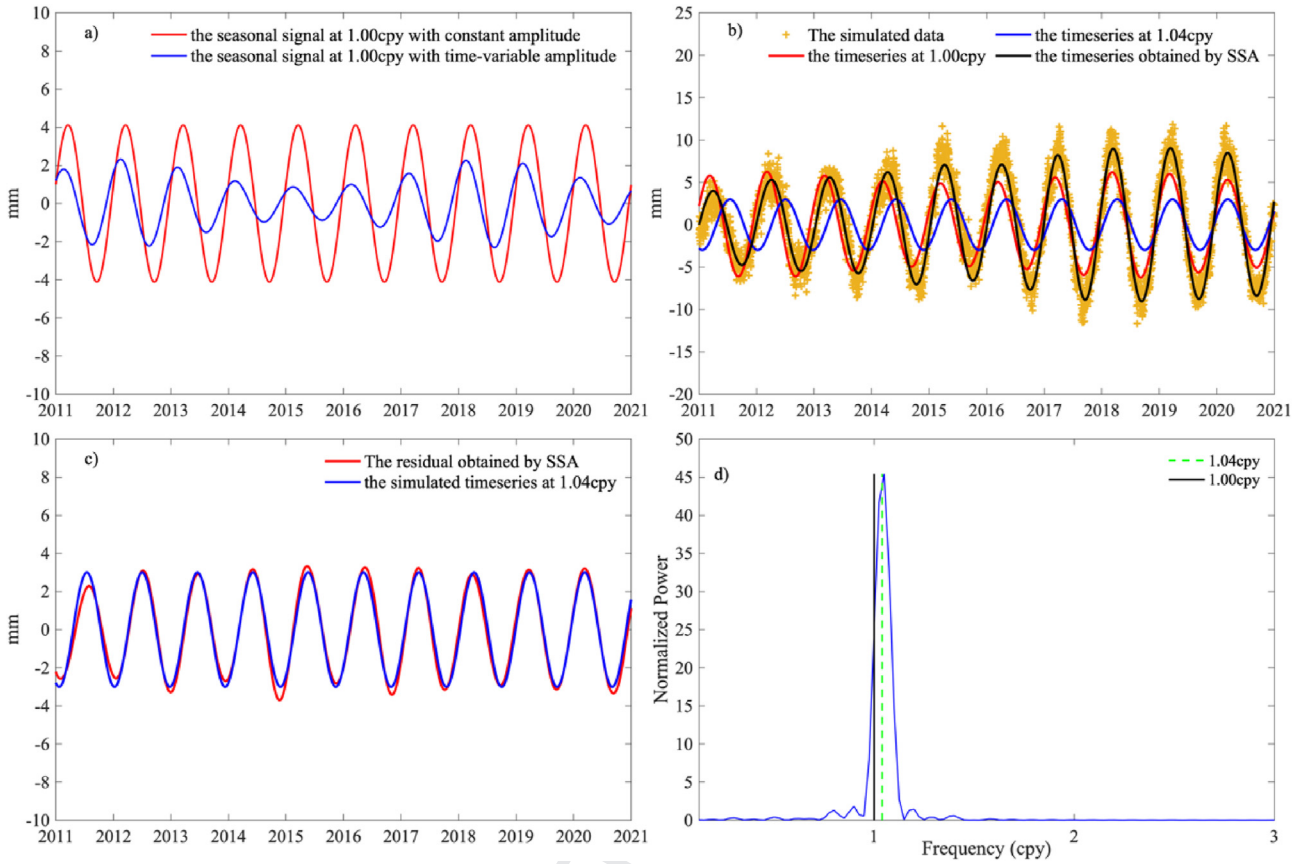 a)
the seasonal signal at 1.00cpy with constant amplitude
the seasonal signal at 1.00cpy with time-variable amplitude
mm
10
8
6
4
2
0
-2
-4
-6
-8
-10
2011 2012 2013 2014 2015 2016 2017 2018 2019 2020 2021
b)
The simulated data
the timeseries at 1.04cpy
the timeseries at 1.00cpy
the timeseries obtained by SSA
mm
25
20
15
10
5
0
-5
-10
-15
-20
2011 2012 2013 2014 2015 2016 2017 2018 2019 2020 2021
c)
The residual obtained by SSA
the simulated timeseries at 1.04cpy
mm
10
8
6
4
2
0
-2
-4
-6
-8
-10
2011 2012 2013 2014 2015 2016 2017 2018 2019 2020 2021
d)
1.04cpy
1.00cpy
Normalized Power
50
45
40
35
30
25
20
15
10
5
0
1 2 3
Frequency (cpy)